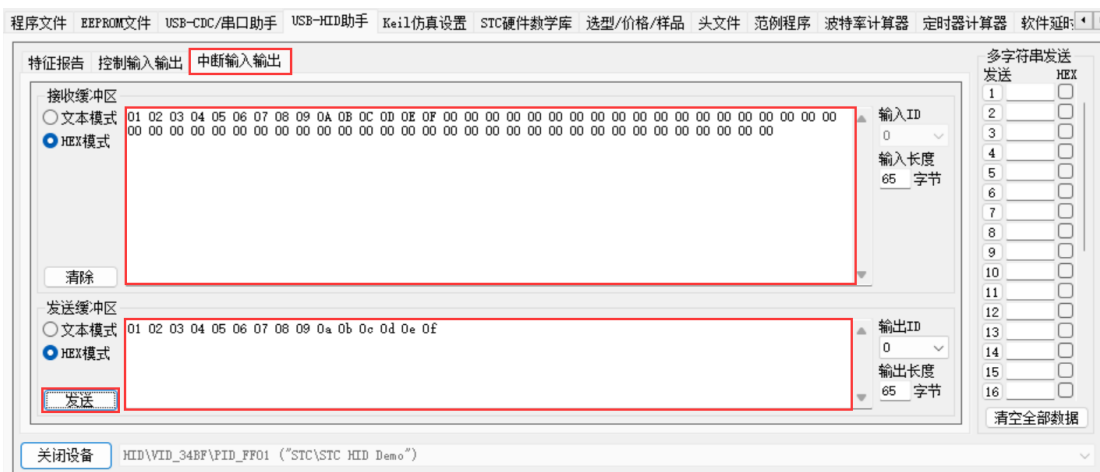 程序文件 EEPROM文件 USB-CDC/串口助手 USB-HID助手 Keil仿真设置 STC硬件数学库 选型/价格/样品 头文件 范例程序 波特率计算器 定时器计算器 软件延时
特征报告 控制输入输出 中断输入输出
接收缓冲区
文本模式
HEX模式
01 02 03 04 05 06 07 08 09 0A 0B 0C 0D 0E 0F 00 00 00 00 00 00 00 00 00 00 00 00 00 00 00 00 00 00 00
00 00 00 00 00 00 00 00 00 00 00 00 00 00 00 00 00 00 00 00 00 00 00 00 00 00 00 00 00 00 00
输入ID
0
输入长度
65 字节
清除
发送缓冲区
文本模式
HEX模式
01 02 03 04 05 06 07 08 09 0a 0b 0c 0d 0e 0f
输出ID
0
输出长度
65 字节
发送
多字符串发送
发送 HEX
1
2
3
4
5
6
7
8
9
10
11
12
13
14
15
16
清空全部数据
关闭设备 HID\VID_34BF\PID_FF01 ("STC\STC HID Demo")